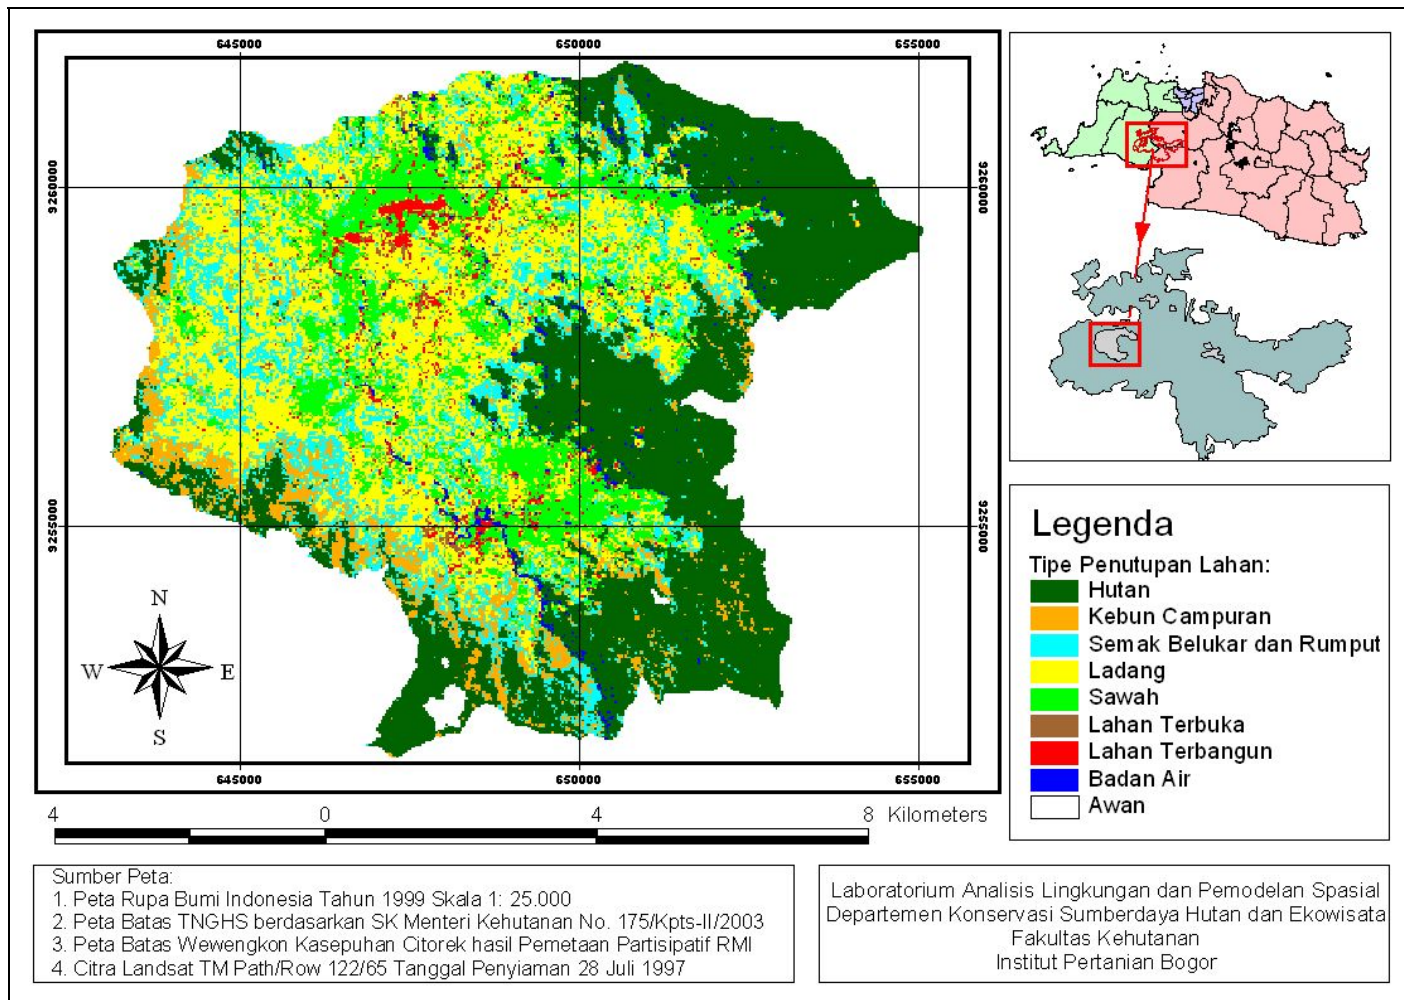 645000
650000
655000
9260000
9260000
9255000
9255000
N
W
E
S
645000
650000
655000
4
0
4
8 Kilometers
Legenda
Tipe Penutupan Lahan:
Hutan
Kebun Campuran
Semak Belukar dan Rumput
Ladang
Sawah
Lahan Terbuka
Lahan Terbangun
Badan Air
Awan
Sumber Peta:
1. Peta Rupa Bumi Indonesia Tahun 1999 Skala 1: 25.000
2. Peta Batas TNGHS berdasarkan SK Menteri Kehutanan No. 175/Kpts-II/2003
3. Peta Batas Wewengkon Kasepuhan Citorek hasil Pemetaan Partisipatif RMI
4. Citra Landsat TM Path/Row 122/65 Tanggal Penyiaman 28 Juli 1997
Laboratorium Analisis Lingkungan dan Pemodelan Spasial
Departemen Konservasi Sumberdaya Hutan dan Ekowisata
Fakultas Kehutanan
Institut Pertanian Bogor